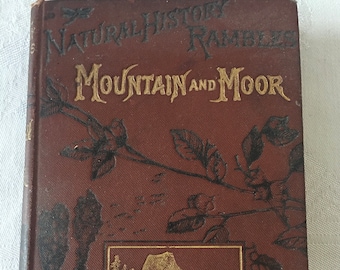 NATURAL HISTORY
RAMBLES
MOUNTAIN AND MOOR